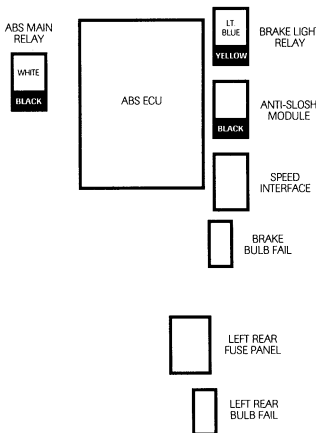 ABS MAIN
RELAY
WHITE
BLACK
ABS ECU
LT.
BLUE
YELLOW
BRAKE LIGHT
RELAY
BLACK
ANTI-SLOSH
MODULE
SPEED
INTERFACE
BRAKE
BULB FAIL
LEFT REAR
FUSE PANEL
LEFT REAR
BULB FAIL